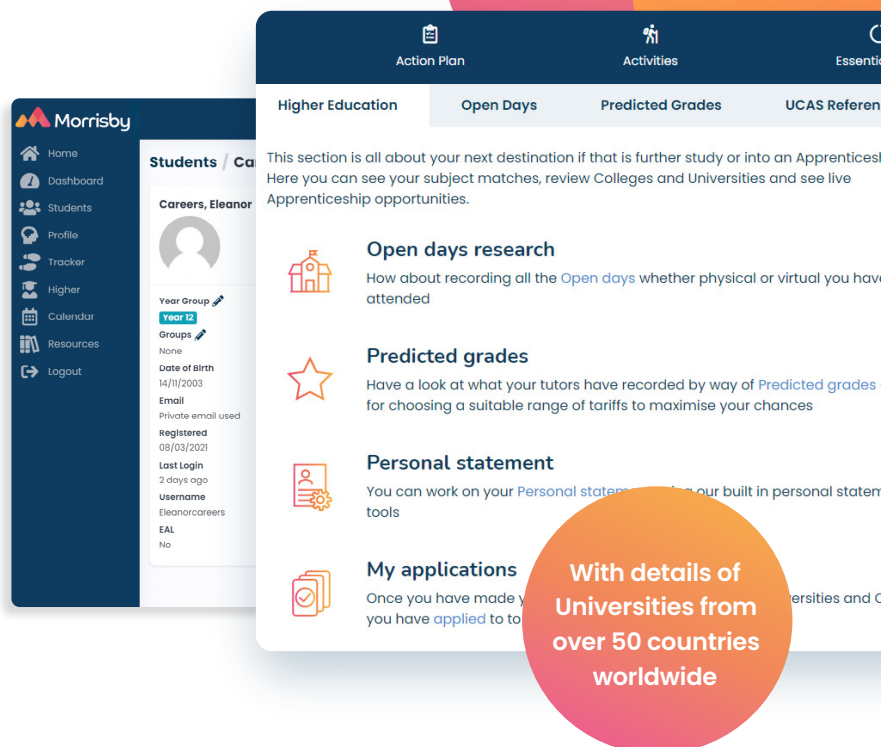 Morrisby
Home
Dashboard
Students
Profile
Tracker
Higher
Calendar
Resources
Logout
Students /
Careers, Eleanor
Year Group
Year 12
Groups
None
Date of Birth
14/11/2003
Email
Private email used
Registered
08/03/2021
Last Login
2 days ago
Username
Eleanorcareers
EAL
No
Action Plan
Activities
Higher Education
Open Days
Predicted Grades
UCAS
This section is all about your next destination if that is further study or into an
Here you can see your subject matches, review Colleges and Universities and see live
Apprenticeship opportunities.
Open days research
How about recording all the Open days whether physical or virtual you have
attended
Predicted grades
Have a look at what your tutors have recorded by way of Predicted grades
for choosing a suitable range of tariffs to maximise your chances
Personal statement
You can work on your Personal our built in personal
tools
My applications
Once you have made
you have applied to to
With details of
Universities from
over 50 countries
worldwide